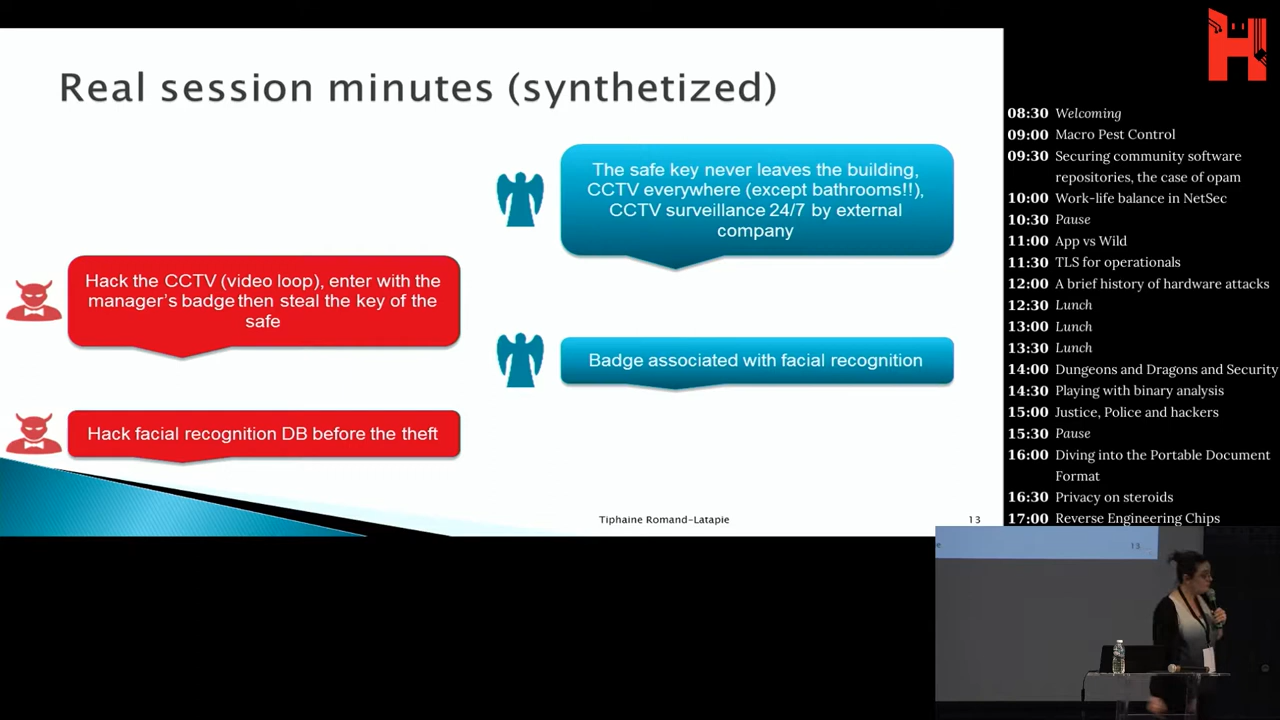 Real session minutes (synthetized)
The safe key never leaves the building,
CCTV everywhere (except bathrooms!!),
CCTV surveillance 24/7 by external
company
Hack the CCTV (video loop), enter with the
manager's badge then steal the key of the
safe
Badge associated with facial recognition
Hack facial recognition DB before the theft
Tiphaine Romand-Latapie
13
08:30 Welcoming
09:00 Macro Pest Control
09:30 Securing community software
repositories, the case of opam
10:00 Work-life balance in NetSec
10:30 Pause
11:00 App vs Wild
11:30 TLS for operationals
12:00 A brief history of hardware attacks
12:30 Lunch
13:00 Lunch
13:30 Lunch
14:00 Dungeons and Dragons and Security
14:30 Playing with binary analysis
15:00 Justice, Police and hackers
15:30 Pause
16:00 Diving into the Portable Document
Format
16:30 Privacy on steroids
17:00 Reverse Engineering Chips
13